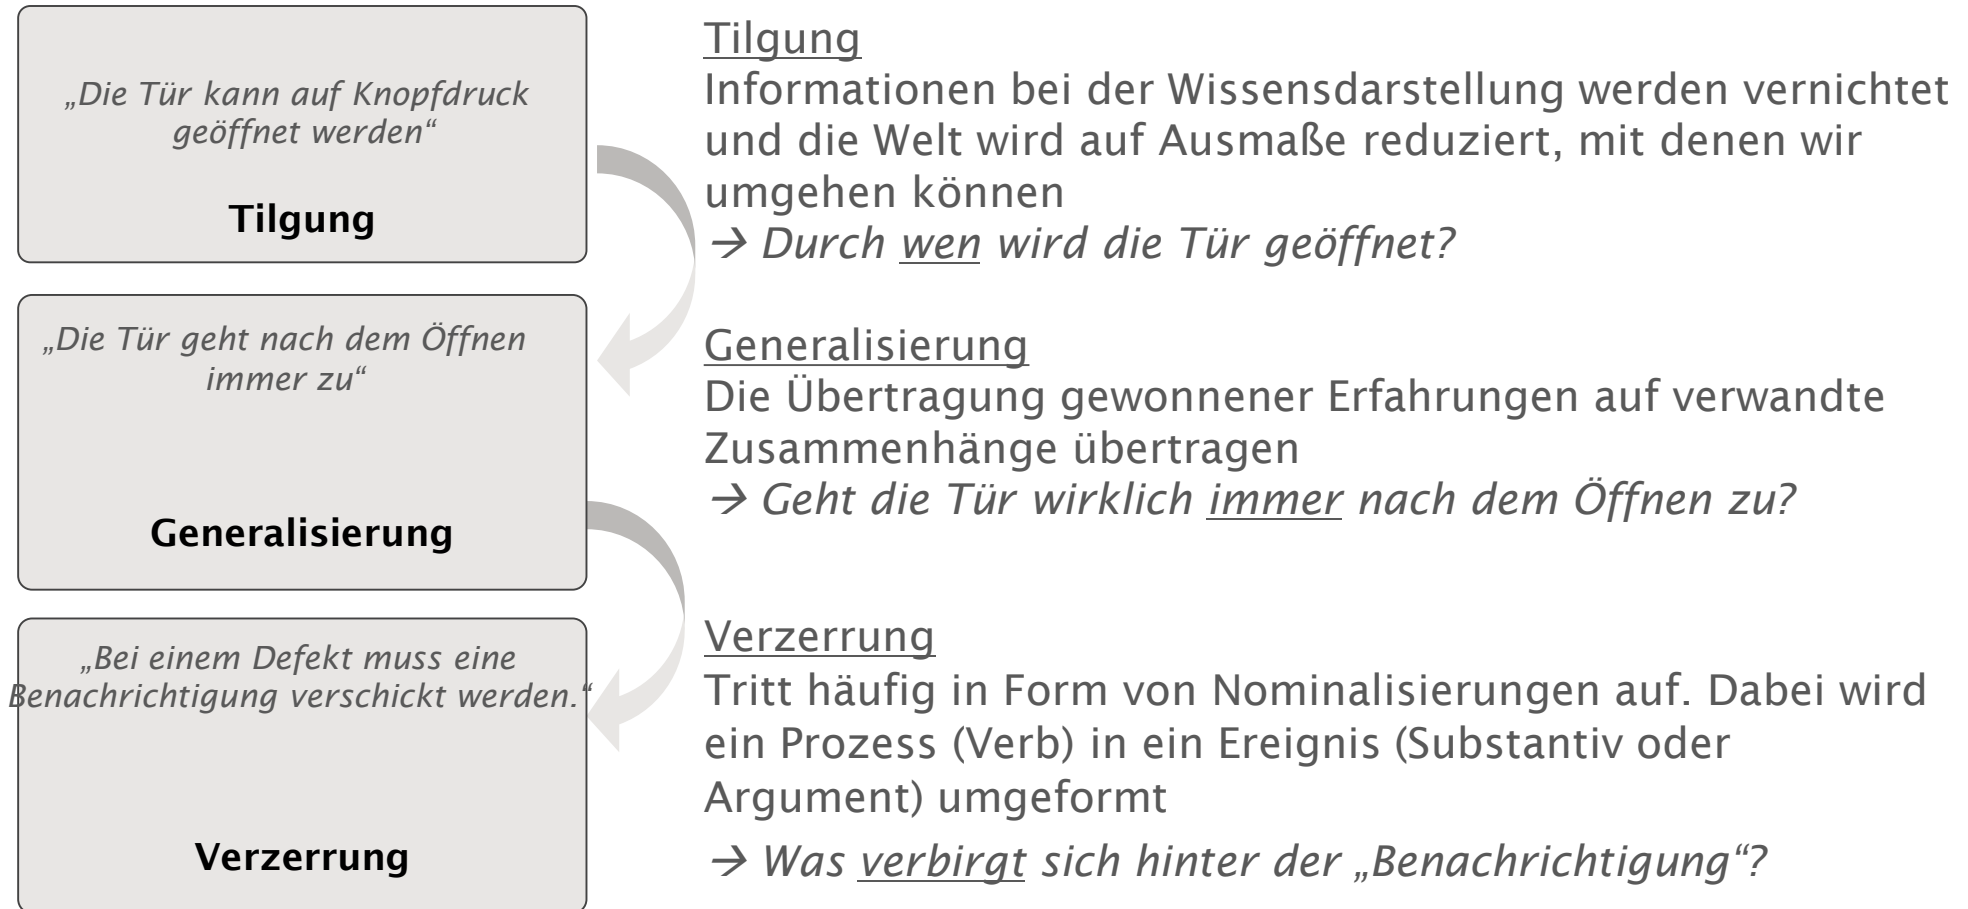 „Die Tür kann auf Knopfdruck
geöffnet werden“
Tilgung
Tilgung
Informationen bei der Wissensdarstellung werden vernichtet
und die Welt wird auf Ausmaße reduziert, mit denen wir
umgehen können
→ Durch wen wird die Tür geöffnet?
„Die Tür geht nach dem Öffnen
immer zu“
Generalisierung
Generalisierung
Die Übertragung gewonnener Erfahrungen auf verwandte
Zusammenhänge übertragen
→ Geht die Tür wirklich immer nach dem Öffnen zu?
„Bei einem Defekt muss eine
Benachrichtigung verschickt werden.“
Verzerrung
Verzerrung
Tritt häufig in Form von Nominalisierungen auf. Dabei wird
ein Prozess (Verb) in ein Ereignis (Substantiv oder
Argument) umgeformt
→ Was verbirgt sich hinter der „Benachrichtigung“?